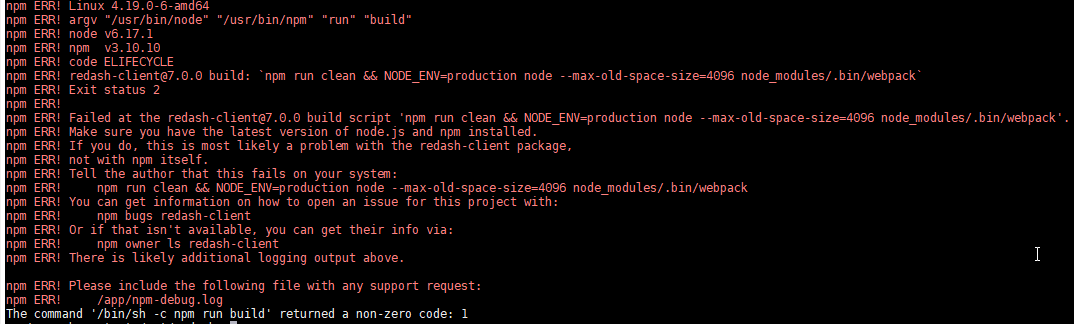 npm ERR! Linux 4.19.0-6-amd64
npm ERR! argv "/usr/bin/node" "/usr/bin/npm" "run" "build"
npm ERR! node v6.17.1
npm ERR! npm  v3.10.10
npm ERR! code ELIFECYCLE
npm ERR! redash-client@7.0.0 build: `npm run clean && NODE_ENV=production node --max-old-space-size=4096 node_modules/.bin/webpack`
npm ERR! Exit status 2
npm ERR!
npm ERR! Failed at the redash-client@7.0.0 build script 'npm run clean && NODE_ENV=production node --max-old-space-size=4096 node_modules/.bin/webpack'.
npm ERR! Make sure you have the latest version of node.js and npm installed.
npm ERR! If you do, this is most likely a problem with the redash-client package,
npm ERR! not with npm itself.
npm ERR! Tell the author that this fails on your system:
npm ERR!     npm run clean && NODE_ENV=production node --max-old-space-size=4096 node_modules/.bin/webpack
npm ERR! You can get information on how to open an issue for this project with:
npm ERR!     npm bugs redash-client
npm ERR! Or if that isn't available, you can get their info via:
npm ERR!     npm owner ls redash-client
npm ERR! There is likely additional logging output above.

npm ERR! Please include the following file with any support request:
npm ERR!     /app/npm-debug.log
The command '/bin/sh -c npm run build' returned a non-zero code: 1